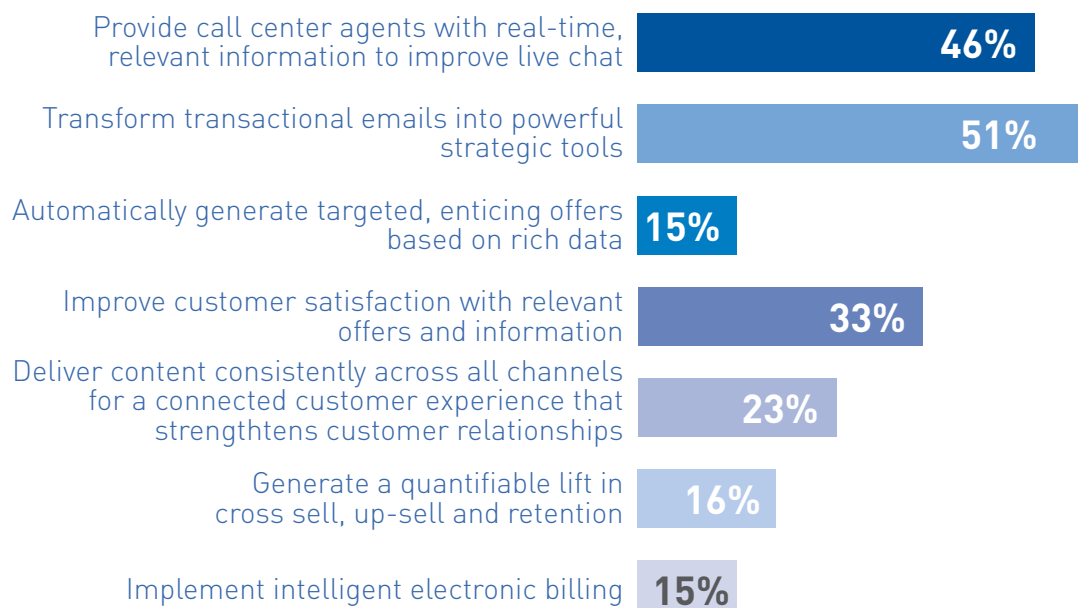 Provide call center agents with real-time,
relevant information to improve live chat
46%
Transform transactional emails into powerful
strategic tools
51%
Automatically generate targeted, enticing offers
based on rich data
15%
Improve customer satisfaction with relevant
offers and information
33%
Deliver content consistently across all channels
for a connected customer experience that
strengthtens customer relationships
23%
Generate a quantifiable lift in
cross sell, up-sell and retention
16%
Implement intelligent electronic billing
15%